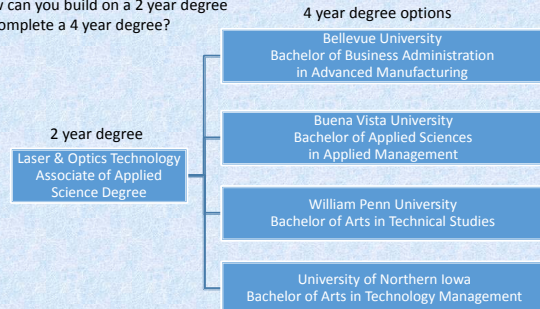 can you build on a 2 year degree
complete a 4 year degree?
4 year degree options
Bellevue University
Bachelor of Business Administration
in Advanced Manufacturing
Buena Vista University
Bachelor of Applied Sciences
in Applied Management
2 year degree
Laser & Optics Technology
Associate of Applied
Science Degree
William Penn University
Bachelor of Arts in Technical Studies
University of Northern Iowa
Bachelor of Arts in Technology Management